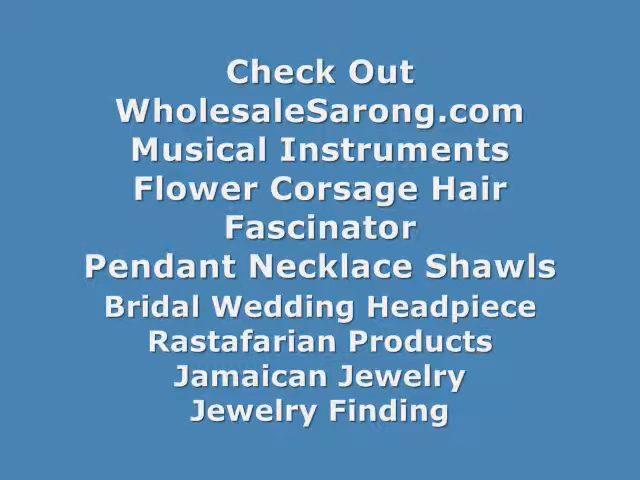 Check Out
WholesaleSarong.com
Musical Instruments
Flower Corsage Hair
Fascinator
Pendant Necklace Shawls
Bridal Wedding Headpiece
Rastafarian Products
Jamaican Jewelry
Jewelry Finding